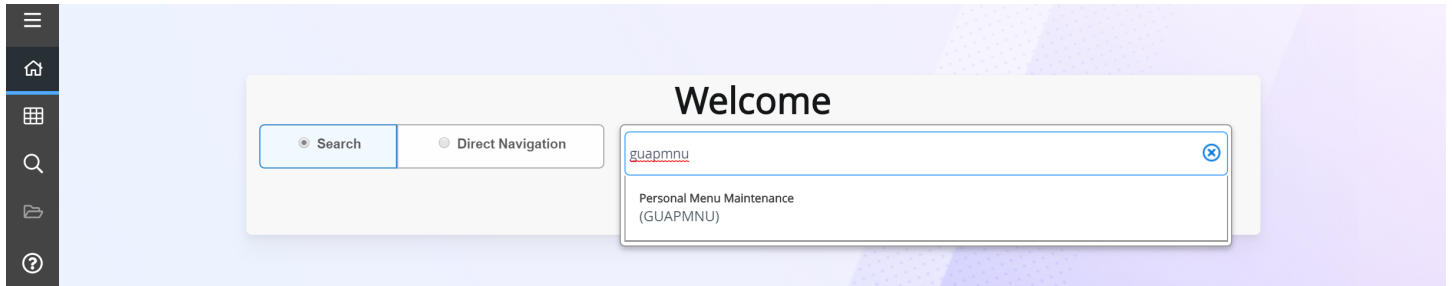 Welcome
Search
Direct Navigation
guapmnu
Personal Menu Maintenance
(GUAPMNU)